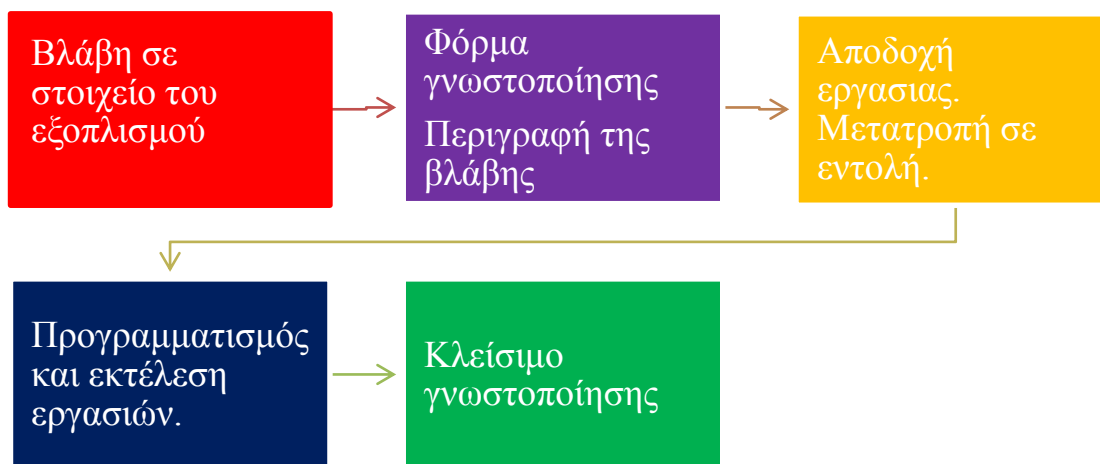 Βλάβη σε
στοιχείο του
εξοπλισμού
Φόρμα
γνωστοποίησης
Περιγραφή της
βλάβης
Αποδοχή
εργασιας.
Μετατροπή σε
εντολή.
Προγραμματισμός
και εκτέλεση
εργασιών.
Κλείσιμο
γνωστοποίησης